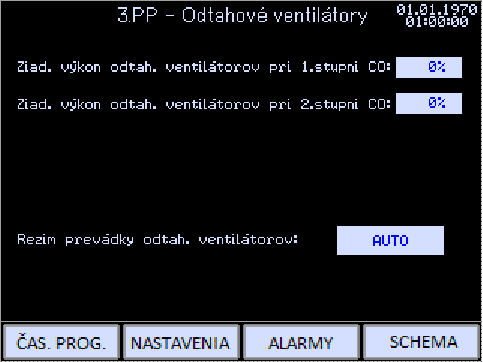 3.PP - Odtahové ventilátory
01.01.1970
01:00:00
Ziad. výkon odtah. ventilátorov pri 1.stupni CO: 0%
Ziad. výkon odtah. ventilátorov pri 2.stupni CO: 0%
Rezim prevádky odtah. ventilátorov: AUTO
ČAS. PROG. NASTAVENIA ALARMY SCHEMA